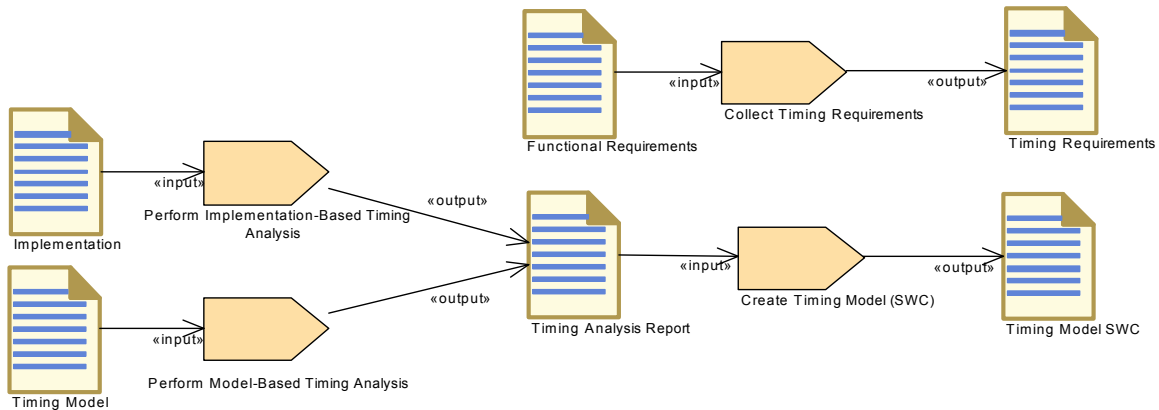 «input»
«output»
Collect Timing Requirements
Functional Requirements
Timing Requirements
«input»
«output»
Perform Implementation-Based Timing
Analysis
Implementation
«input»
«output»
Create Timing Model (SWC)
Timing Analysis Report
Timing Model SWC
«input»
«output»
Perform Model-Based Timing Analysis
Timing Model